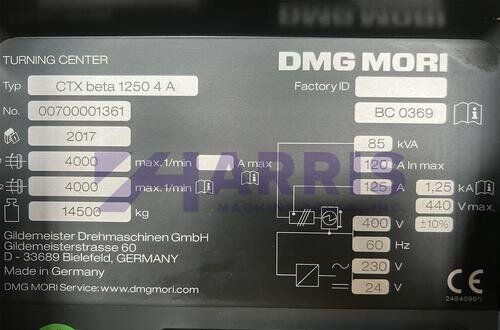 DMG MORI
TURNING CENTER
DMG MORI
Typ CTX beta 1250 4 A Factory ID
No. 00700001361 BC 0369
2017 85 kVA
4000 max. 1/min A max 120 A In max
4000 max. 1/min 125 A 1,25 kA
440 V max.
14500 kg 400 V ±10%
Gildemeister Drehmaschinen GmbH 60 Hz
Gildemeisterstrasse 60
D - 33689 Bielefeld, GERMANY 230 V
Made in Germany 24 V
DMG MORI Service: www.dmgmori.com CE
HARRIS